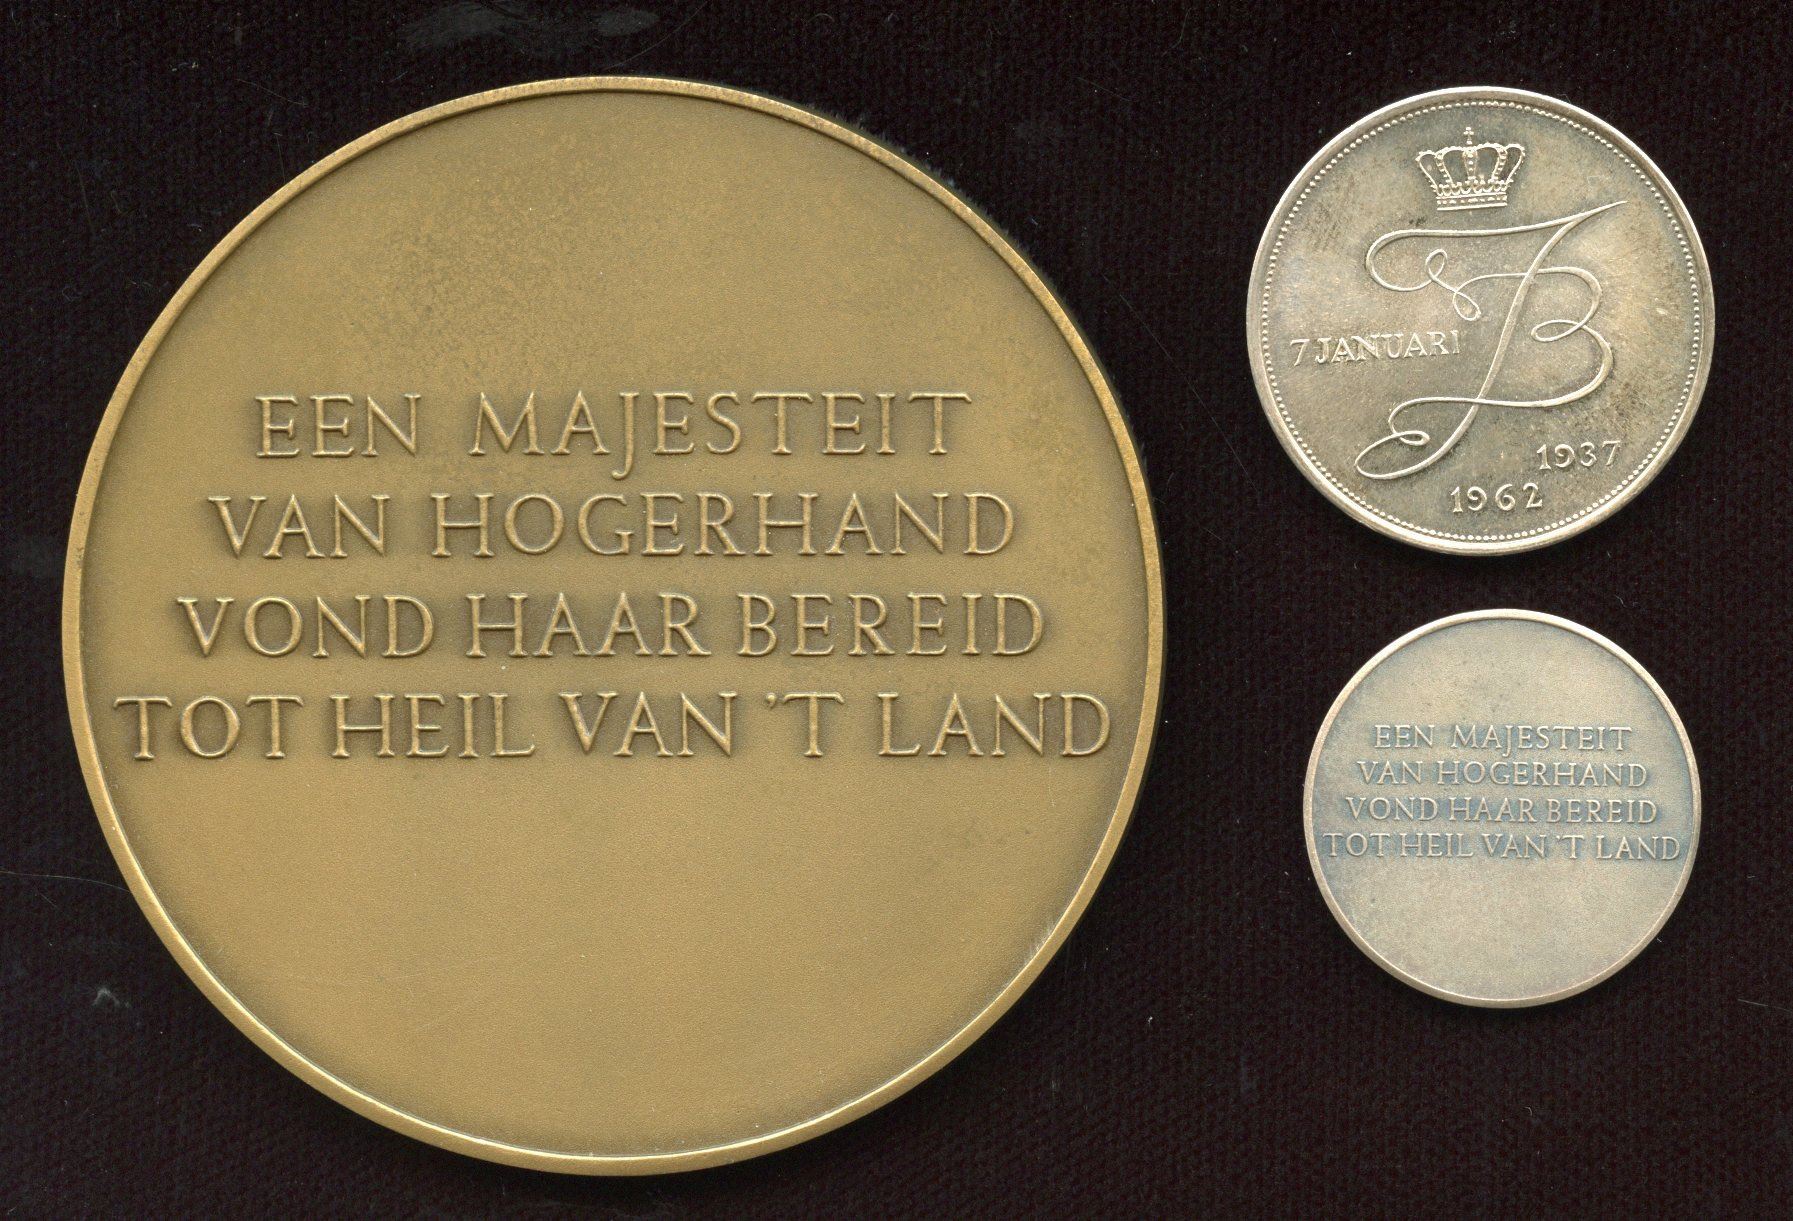 EEN MAJESTEIT
VAN HOGERHAND
VOND HAAR BEREID
TOT HEIL VAN 'T LAND
JB
7 JANUARI
1937
1962
EEN MAJESTEIT
VAN HOGERHAND
VOND HAAR BEREID
TOT HEIL VAN 'T LAND